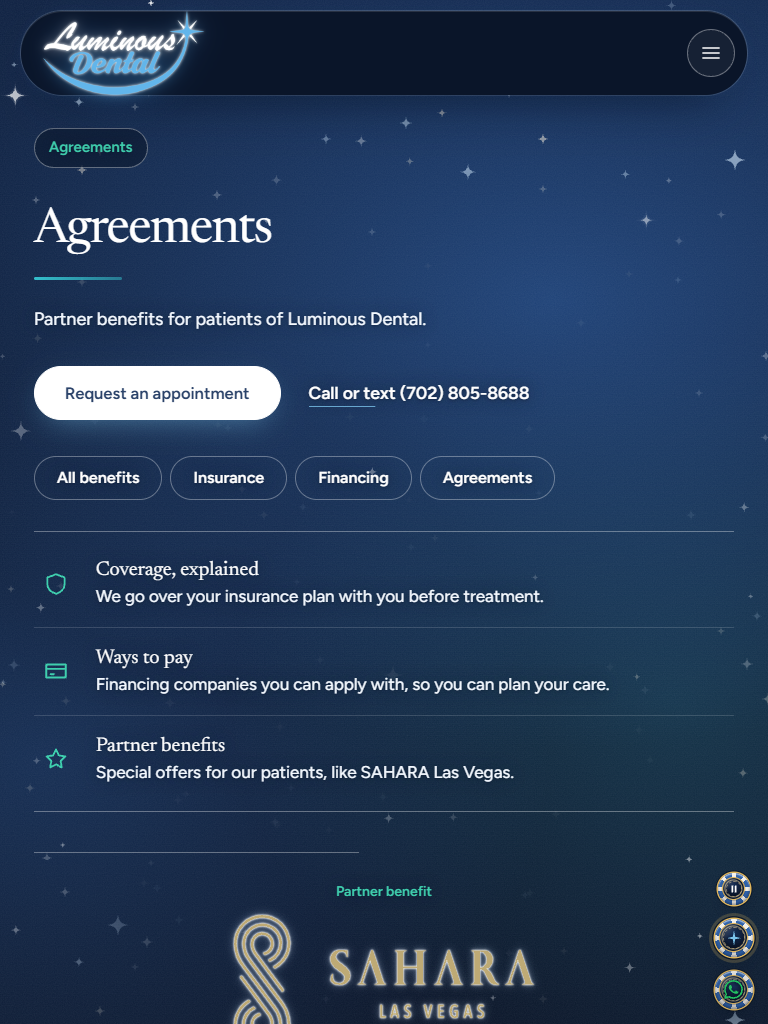 Luminous
Dental
Agreements
Agreements
Partner benefits for patients of Luminous Dental.
Request an appointment
Call or text (702) 805-8688
All benefits
Insurance
Financing
Agreements
Coverage, explained
We go over your insurance plan with you before treatment.
Ways to pay
Financing companies you can apply with, so you can plan your care.
Partner benefits
Special offers for our patients, like SAHARA Las Vegas.
Partner benefit
SAHARA
LAS VEGAS